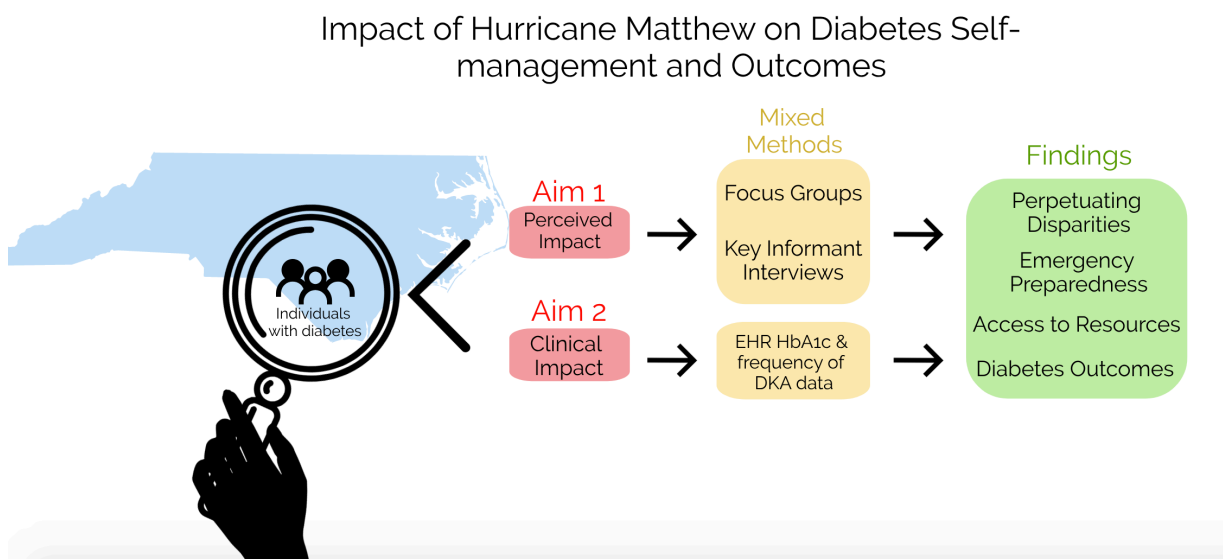 Impact of Hurricane Matthew on Diabetes Self-
management and Outcomes
Individuals
with diabetes
Aim 1
Perceived
Impact
Aim 2
Clinical
Impact
Mixed
Methods
Focus Groups
Key Informant
Interviews
EHR HbA1c &
frequency of
DKA data
Findings
Perpetuating
Disparities
Emergency
Preparedness
Access to Resources
Diabetes Outcomes